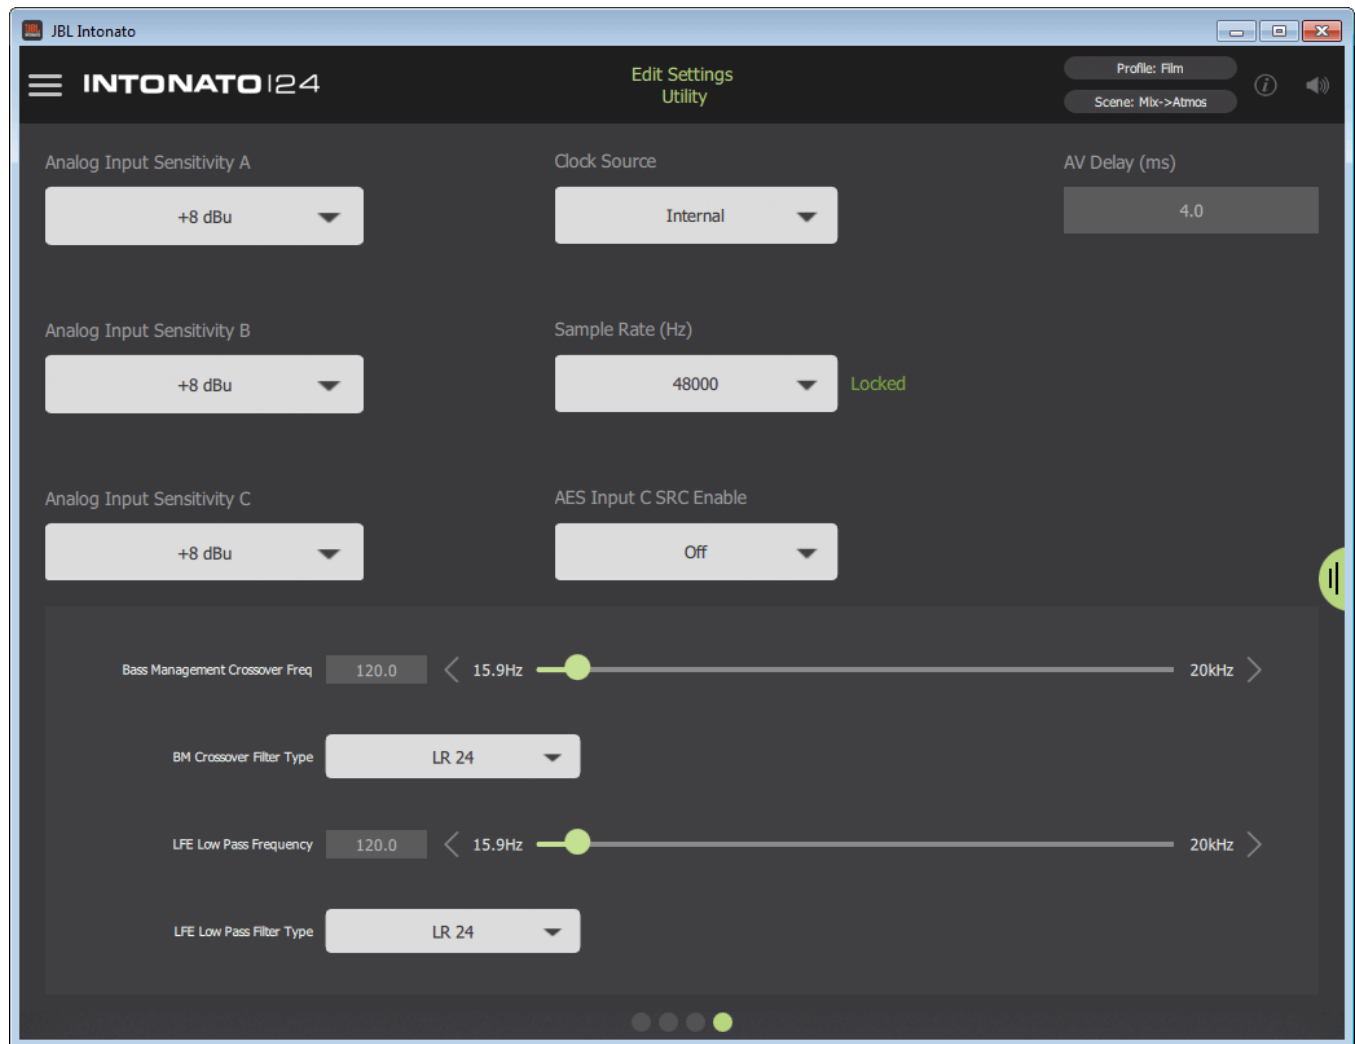 JBL Intonato
INTONATO|24
Edit Settings
Utility
Profile: Film
Scene: Mix->Atmos
Analog Input Sensitivity A
Clock Source
AV Delay (ms)
+8 dBu
Internal
4.0
Analog Input Sensitivity B
Sample Rate (Hz)
+8 dBu
48000
Locked
Analog Input Sensitivity C
AES Input C SRC Enable
+8 dBu
Off
Bass Management Crossover Freq
120.0
15.9Hz
20kHz
BM Crossover Filter Type
LR 24
LFE Low Pass Frequency
120.0
15.9Hz
20kHz
LFE Low Pass Filter Type
LR 24